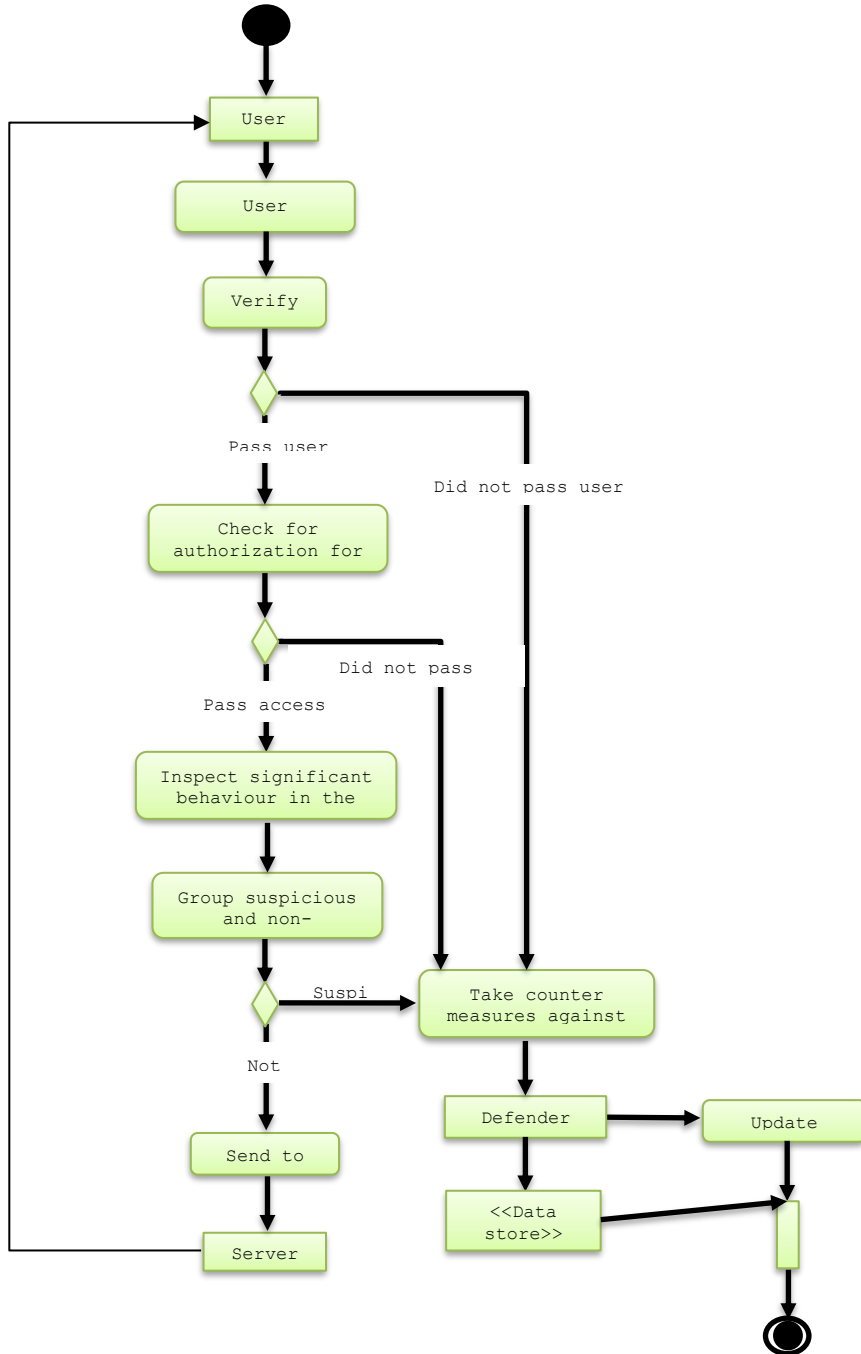 User
User
Verify
Pass user
Did not pass user
Check for
authorization for
Did not pass
Pass access
Inspect significant
behaviour in the
Group suspicious
and non-
Suspi
Take counter
measures against
Not
Defender
Update
Send to
<<Data
store>>
Server